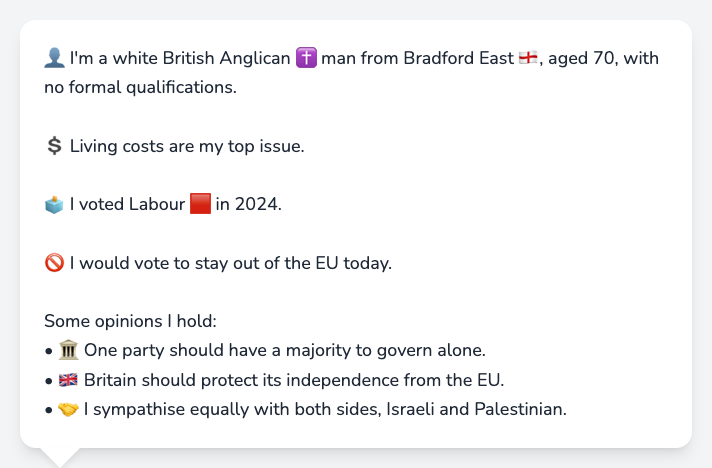 👤 I'm a white British Anglican ✝️ man from Bradford East 🏴󠁧󠁢󠁥󠁮󠁧󠁿, aged 70, with
no formal qualifications.
💲 Living costs are my top issue.
🗳️ I voted Labour 🟥 in 2024.
🚫 I would vote to stay out of the EU today.
Some opinions I hold:
• 🏛️ One party should have a majority to govern alone.
• 🇬🇧 Britain should protect its independence from the EU.
• 🤝 I sympathise equally with both sides, Israeli and Palestinian.